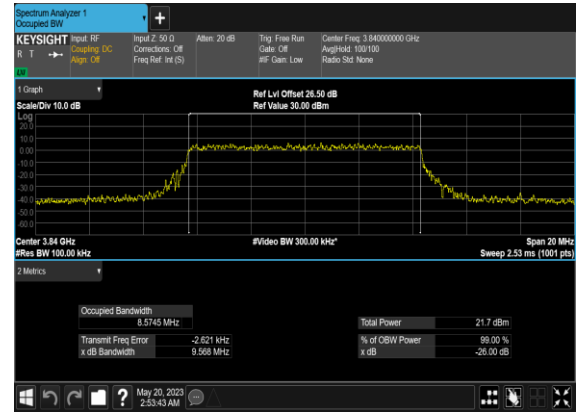 Spectrum Analyzer 1
Occupied BW
+
KEYSIGHT Input: RF Input Z: 50 Ω Atten: 20 dB Trig: Free Run Center Freq: 3.840000000 GHz
R T Coupling: DC Corrections: Off Gate: Off Avg|Hold: 100/100
Align: Off Freq Ref: Int (S) #IF Gain: Low Radio Std: None
1 Graph
Ref Lvl Offset 26.50 dB
Scale/Div 10.0 dB Ref Value 30.00 dBm
Log
20.0
10.0
0.00
-10.0
-20.0
-30.0
-40.0
-50.0
-60.0
Center 3.84 GHz #Video BW 300.00 kHz* Span 20 MHz
#Res BW 100.00 kHz Sweep 2.53 ms (1001 pts)
2 Metrics
Occupied Bandwidth
8.5745 MHz Total Power 21.7 dBm
Transmit Freq Error -2.621 kHz % of OBW Power 99.00 %
x dB Bandwidth 9.568 MHz x dB -26.00 dB
? May 20, 2023
2:53:43 AM